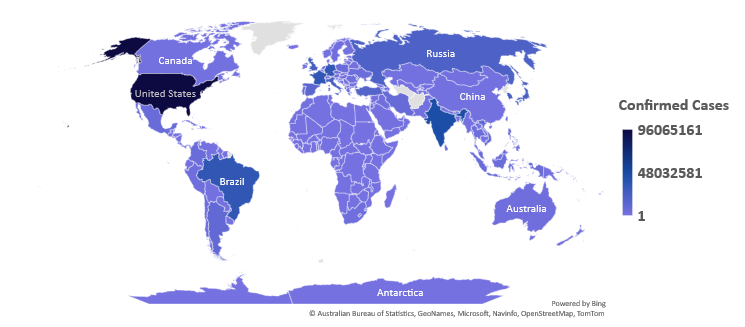 Canada
Russia
United States
China
Brazil
Australia
Antarctica
Confirmed Cases
96065161
48032581
1
Powered by Bing
© Australian Bureau of Statistics, GeoNames, Microsoft, Navinfo, OpenStreetMap, TomTom